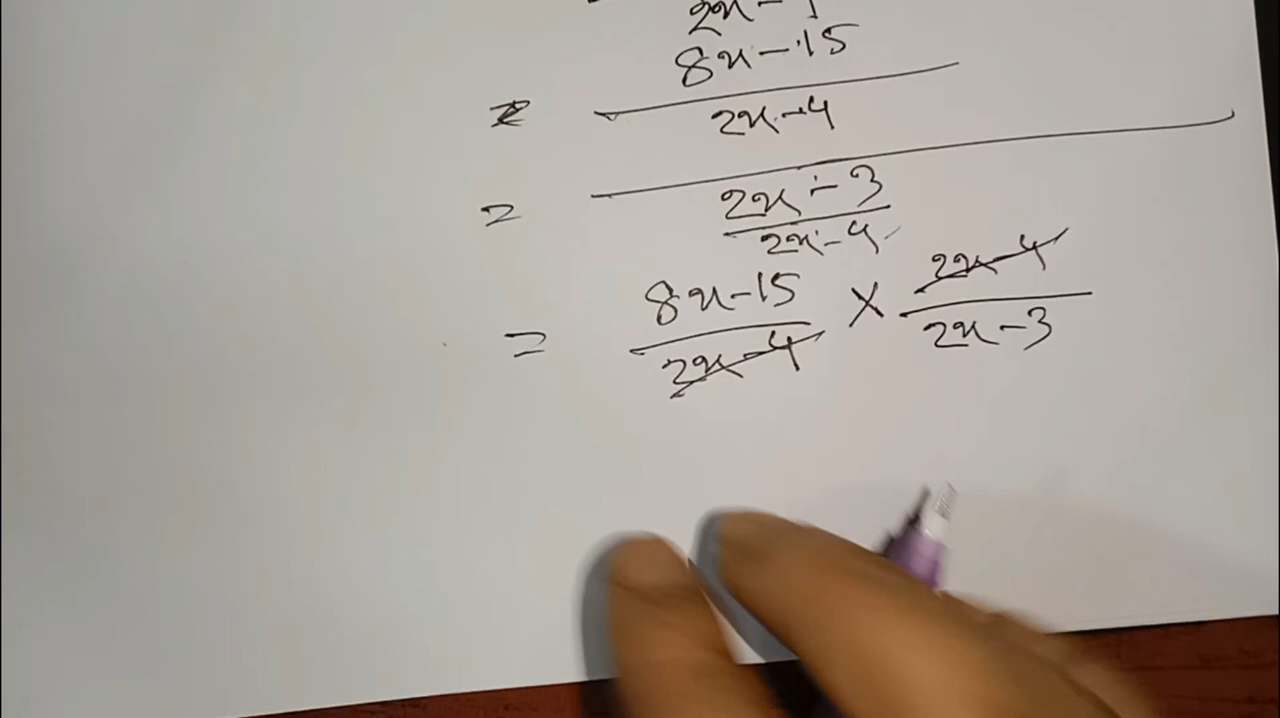 8x-15
2x-4
=
2x-3
2x-4
= 8x-15 × 2x-4
2x-4 2x-3